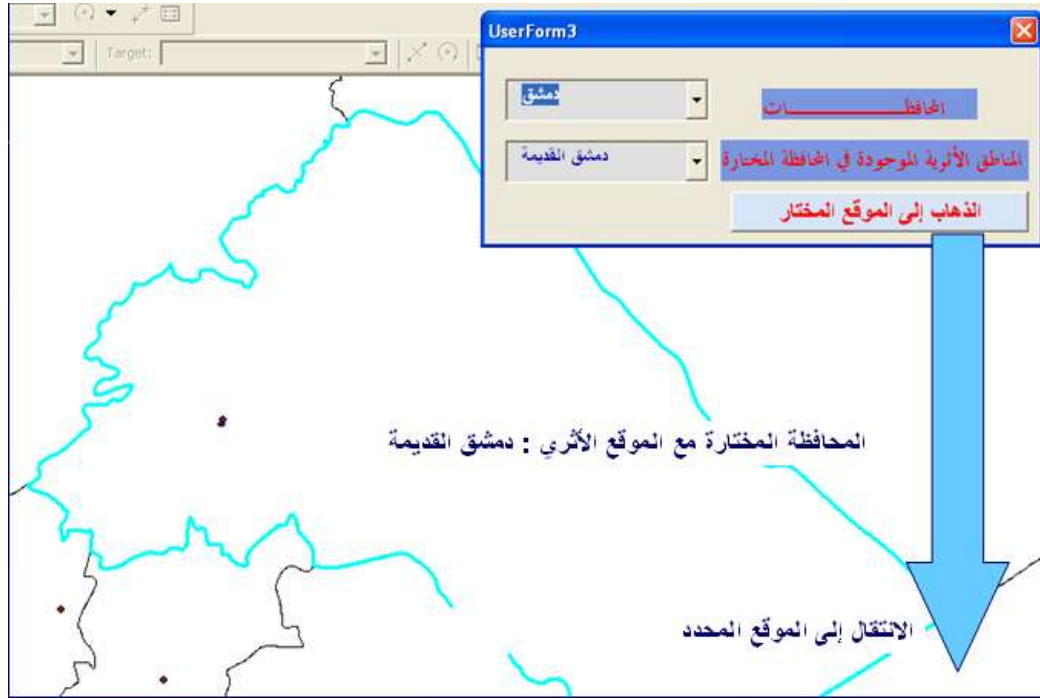 Target:
UserForm3
دمشق
المحافظـــــــــــــات
دمشق القديمة
المناطق الأثرية الموجودة في المحافظة المختارة
الذهاب إلى الموقع المختار
المحافظة المختارة مع الموقع الأثري : دمشق القديمة
الانتقال إلى الموقع المحدد